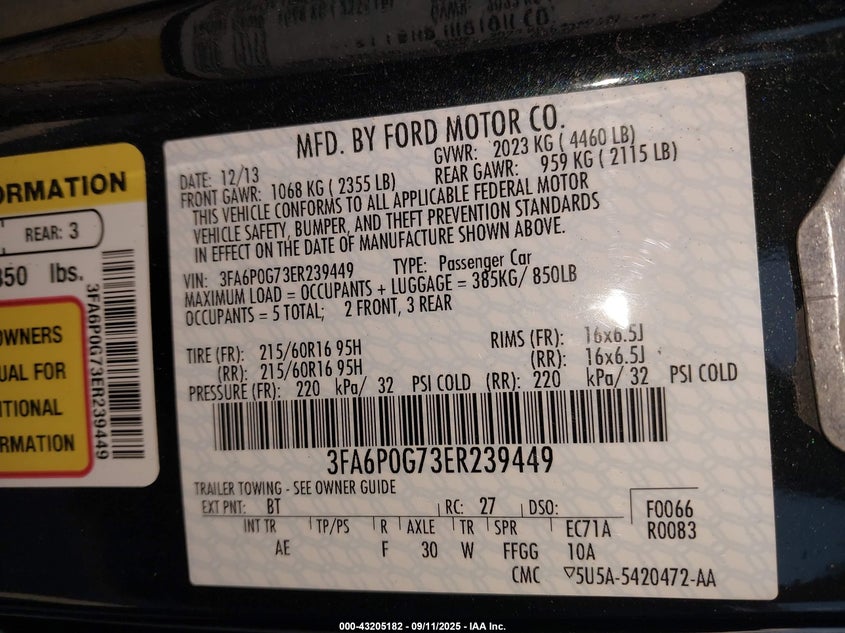 MFD. BY FORD MOTOR CO.
DATE: 12/13
GVWR: 2023 KG ( 4460 LB)
FRONT GAWR: 1068 KG ( 2355 LB)
REAR GAWR: 959 KG ( 2115 LB)
THIS VEHICLE CONFORMS TO ALL APPLICABLE FEDERAL MOTOR
VEHICLE SAFETY, BUMPER, AND THEFT PREVENTION STANDARDS
IN EFFECT ON THE DATE OF MANUFACTURE SHOWN ABOVE.
VIN: 3FA6P0G73ER239449 TYPE: Passenger Car
MAXIMUM LOAD = OCCUPANTS + LUGGAGE = 385KG/ 850LB
OCCUPANTS = 5 TOTAL; 2 FRONT, 3 REAR
TIRE (FR): 215/60R16 95H RIMS (FR): 16x6.5J
(RR): 215/60R16 95H (RR): 16x6.5J
PRESSURE (FR): 220 kPa/ 32 PSI COLD (RR): 220 kPa/ 32 PSI COLD
3FA6P0G73ER239449
TRAILER TOWING - SEE OWNER GUIDE
EXT PNT: BT RC: 27 DSO: F0066
INT TR TP/PS R AXLE TR SPR EC71A R0083
AE F 30 W FFGG 10A
CMC 5U5A-5420472-AA
ORMATION
REAR: 3
850 lbs.
3FA6P0G73ER239449
OWNERS
UAL FOR
ITIONAL
ORMATION
000-43205182 - 09/11/2025 - IAA Inc.